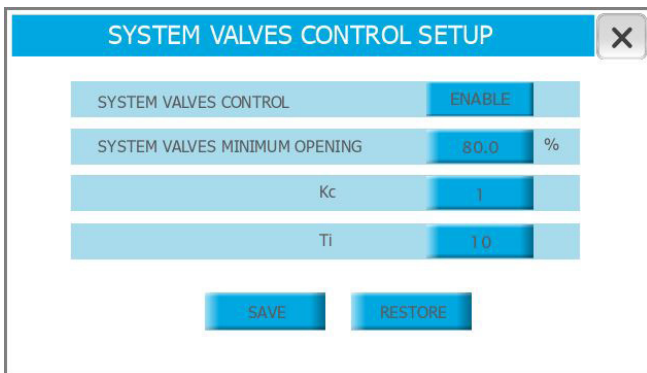 SYSTEM VALVES CONTROL SETUP
SYSTEM VALVES CONTROL ENABLE
SYSTEM VALVES MINIMUM OPENING 80.0 %
Kc 1
Ti 10
SAVE RESTORE